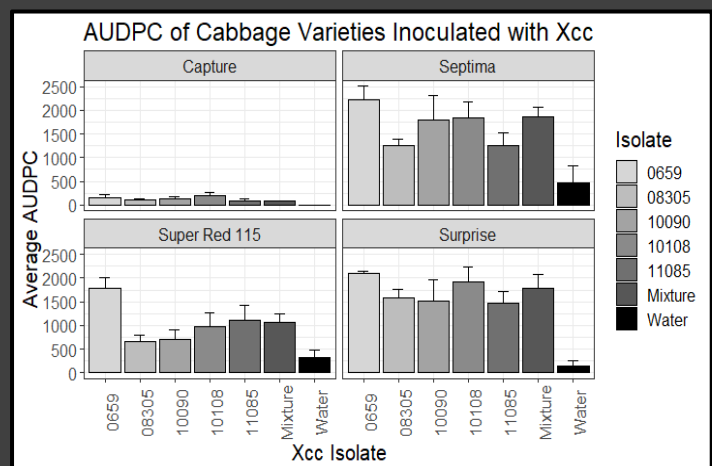 AUDPC of Cabbage Varieties Inoculated with Xcc
Capture
Septima
2500
2000
1500
1000
500
0
Super Red 115
Surprise
2500
2000
1500
1000
500
0
Average AUDPC
0659
08305
10090
10108
11085
Mixture
Water
0659
08305
10090
10108
11085
Mixture
Water
Xcc Isolate
Isolate
0659
08305
10090
10108
11085
Mixture
Water